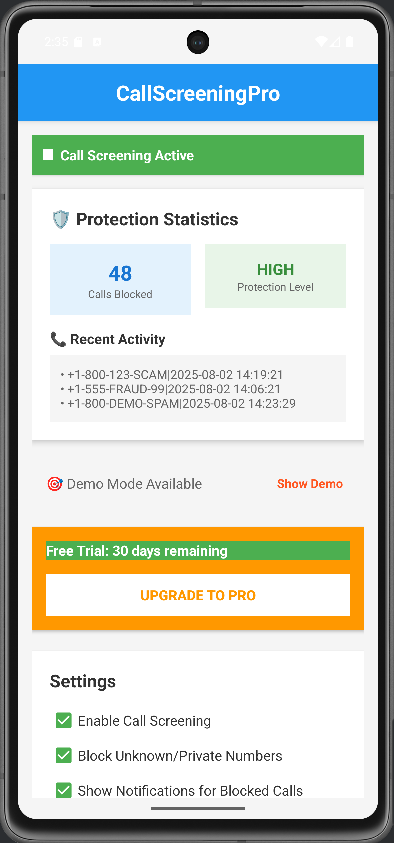 2:35
CallScreeningPro
Call Screening Active
🛡️ Protection Statistics
48
Calls Blocked
HIGH
Protection Level
📞 Recent Activity
• +1-800-123-SCAM|2025-08-02 14:19:21
• +1-555-FRAUD-99|2025-08-02 14:06:21
• +1-800-DEMO-SPAM|2025-08-02 14:23:29
🎯 Demo Mode Available
Show Demo
Free Trial: 30 days remaining
UPGRADE TO PRO
Settings
Enable Call Screening
Block Unknown/Private Numbers
Show Notifications for Blocked Calls